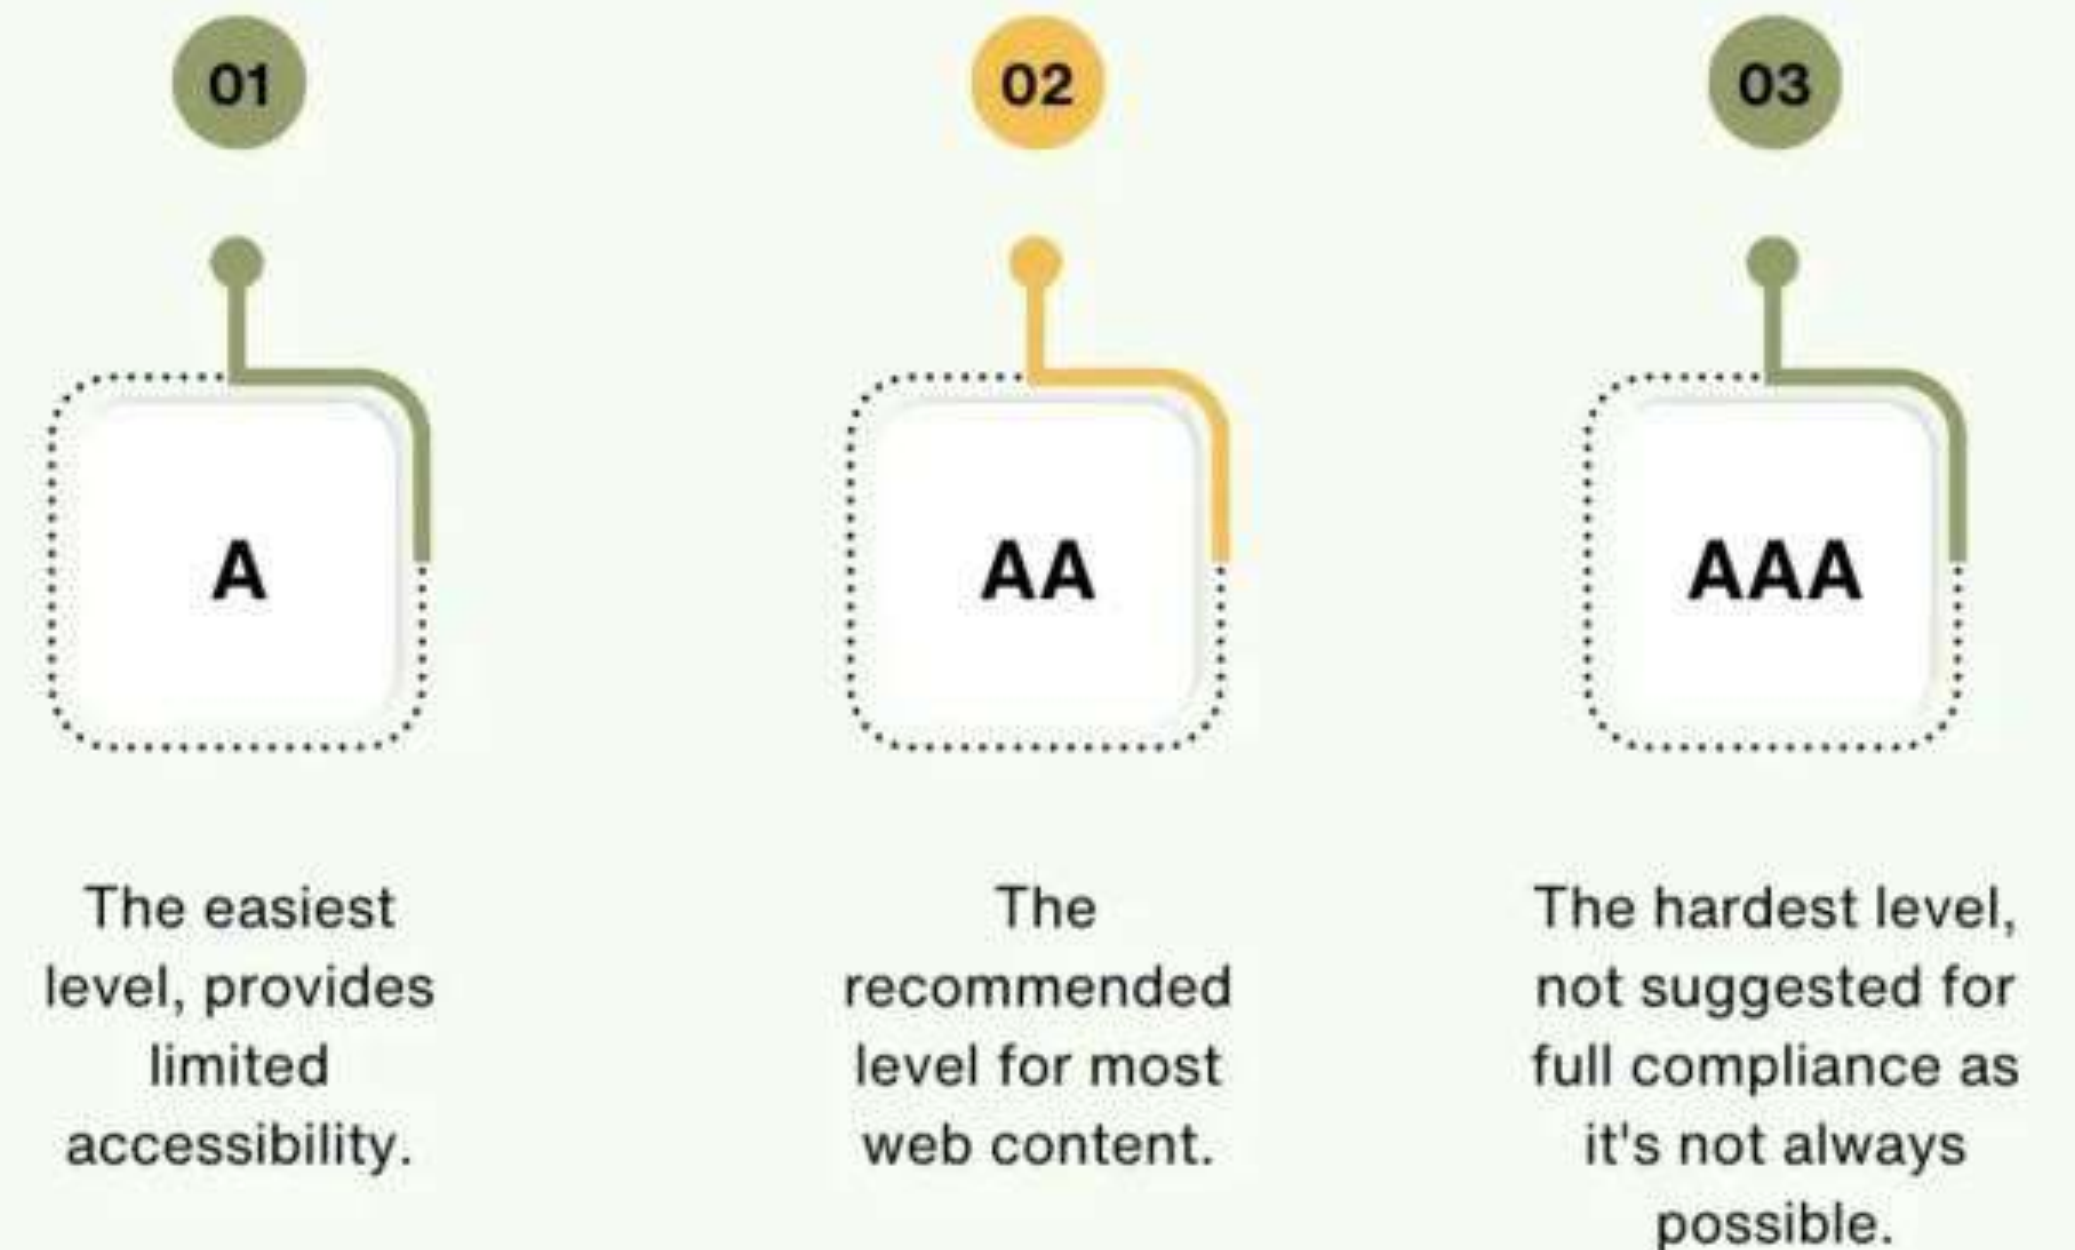 01
A
The easiest
level, provides
limited
accessibility.
02
AA
The
recommended
level for most
web content.
03
AAA
The hardest level,
not suggested for
full compliance as
it's not always
possible.